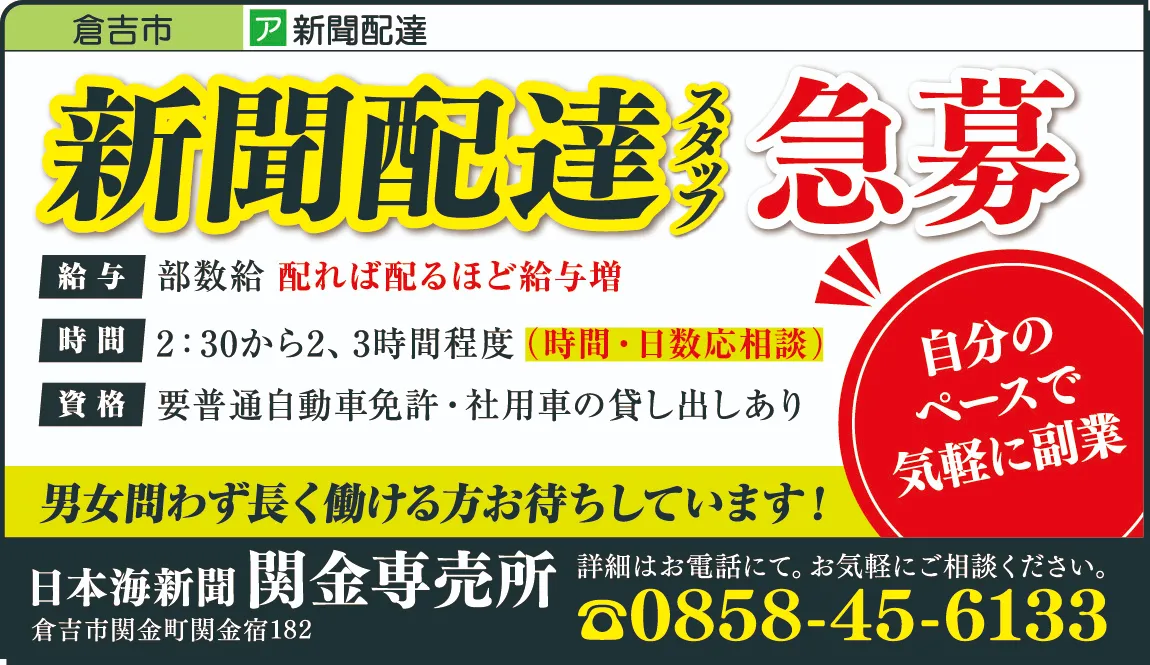 倉吉市
ア 新聞配達
新聞配達スタッフ 急募
給与 部数給 配れば配るほど給与増
時間 2：30から2、3時間程度（時間・日数応相談）
資格 要普通自動車免許・社用車の貸し出しあり
自分の
ペースで
気軽に副業
男女問わず長く働ける方お待ちしています！
日本海新聞 関金専売所
倉吉市関金町関金宿182
詳細はお電話にて。お気軽にご相談ください。
☎0858-45-6133